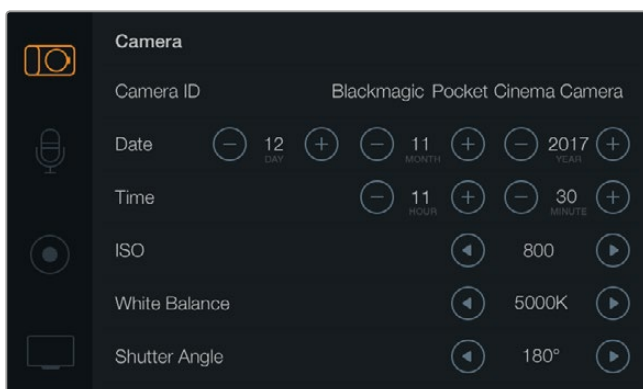 Camera
Camera ID Blackmagic Pocket Cinema Camera
Date − 12 + − 11 + − 2017 +
DAY MONTH YEAR
Time − 11 + − 30 +
HOUR MINUTE
ISO 800
White Balance 5000K
Shutter Angle 180°